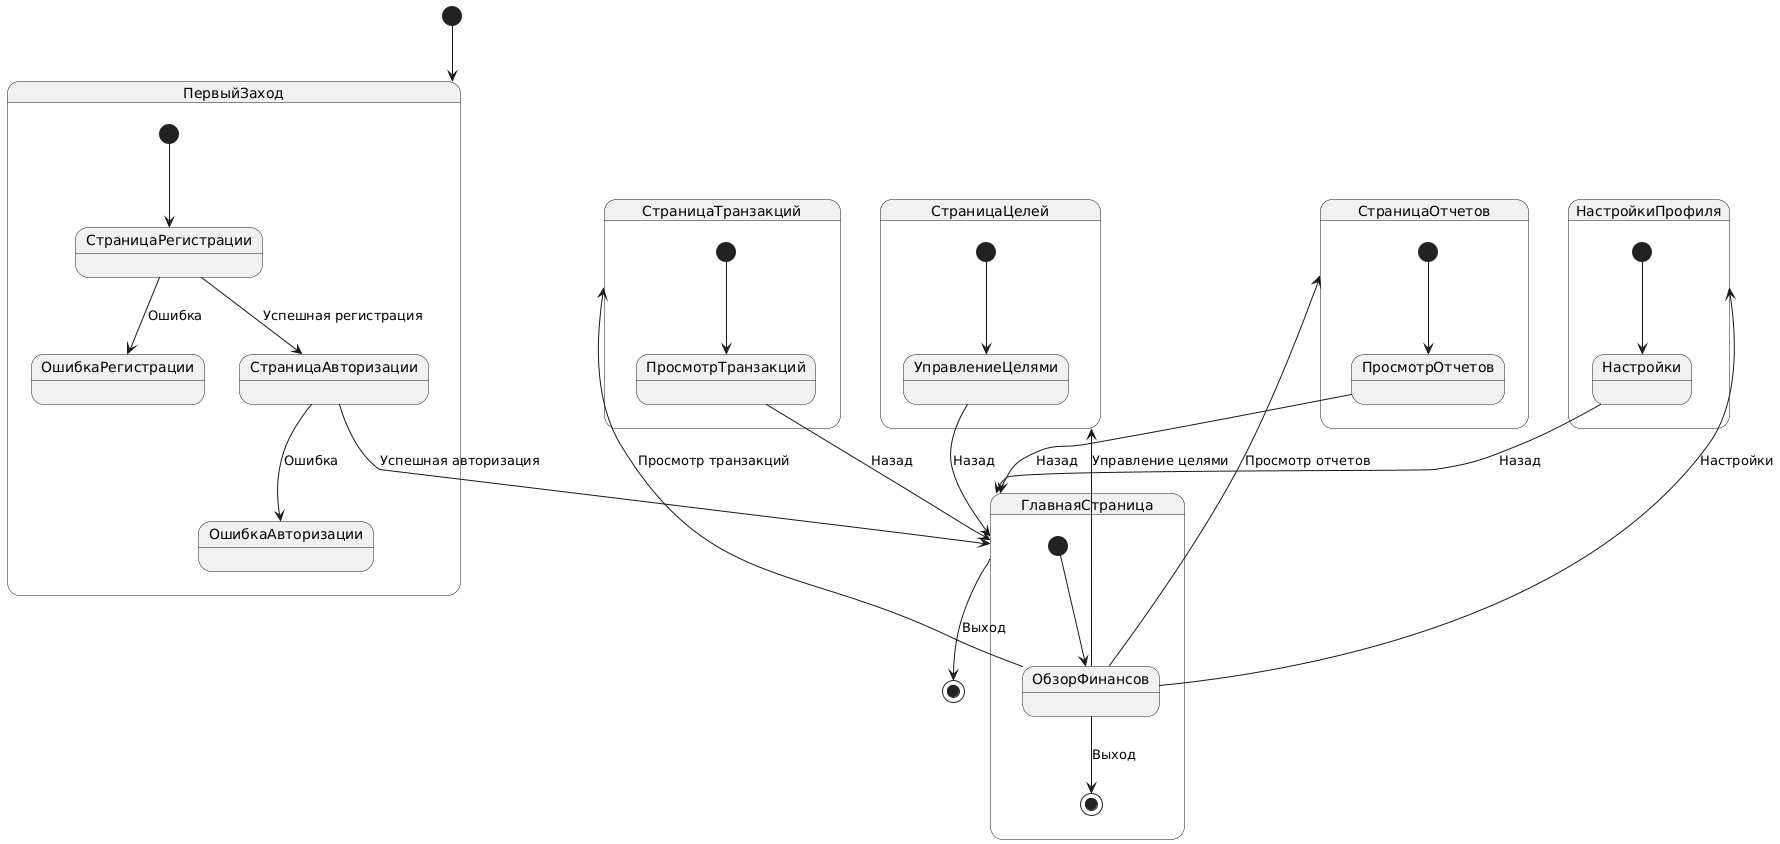 ПервыйЗаход
СтраницаРегистрации
Ошибка
Успешная регистрация
ОшибкаРегистрации
СтраницаАвторизации
Ошибка
Успешная авторизация
ОшибкаАвторизации
СтраницаТранзакций
ПросмотрТранзакций
СтраницаЦелей
УправлениеЦелями
СтраницаОтчетов
ПросмотрОтчетов
НастройкиПрофиля
Настройки
Просмотр транзакций
Назад
Назад
Назад
Управление целями
Просмотр отчетов
Назад
Настройки
ГлавнаяСтраница
Выход
ОбзорФинансов
Выход